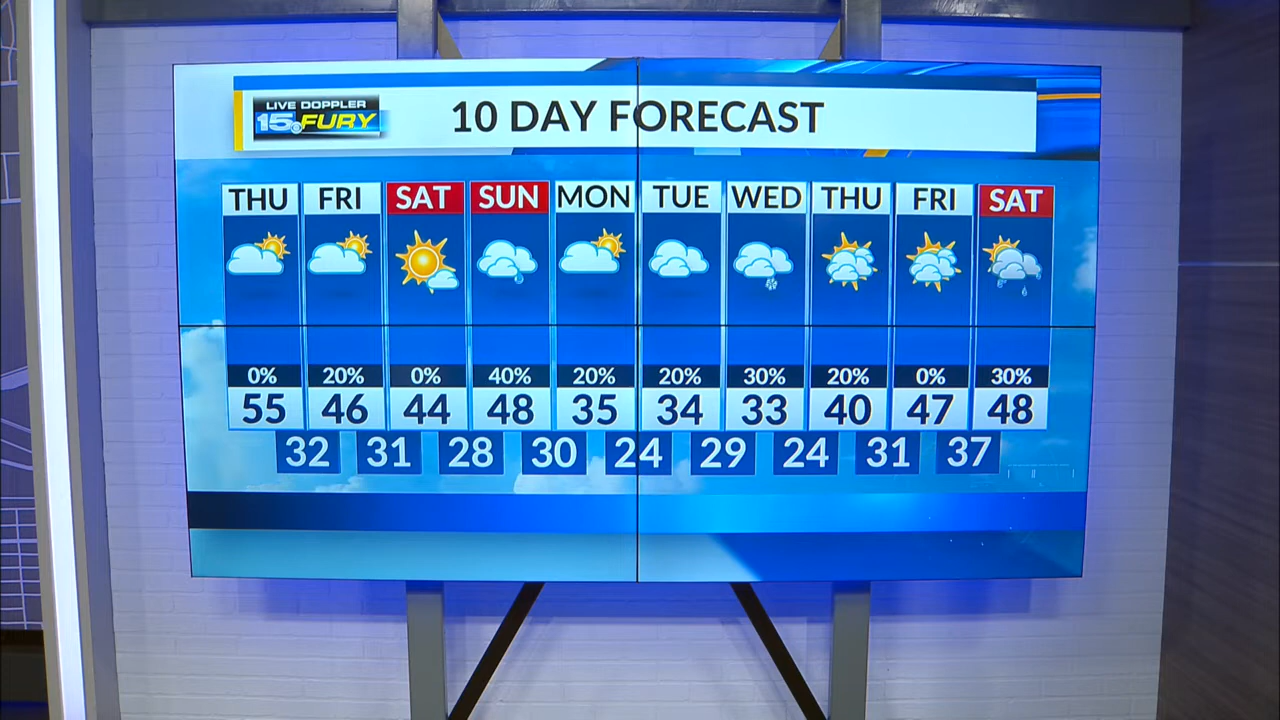 LIVE DOPPLER
15 FURY
10 DAY FORECAST
THU FRI SAT SUN MON TUE WED THU FRI SAT
0% 20% 0% 40% 20% 20% 30% 20% 0% 30%
55 46 44 48 35 34 33 40 47 48
32 31 28 30 24 29 24 31 37